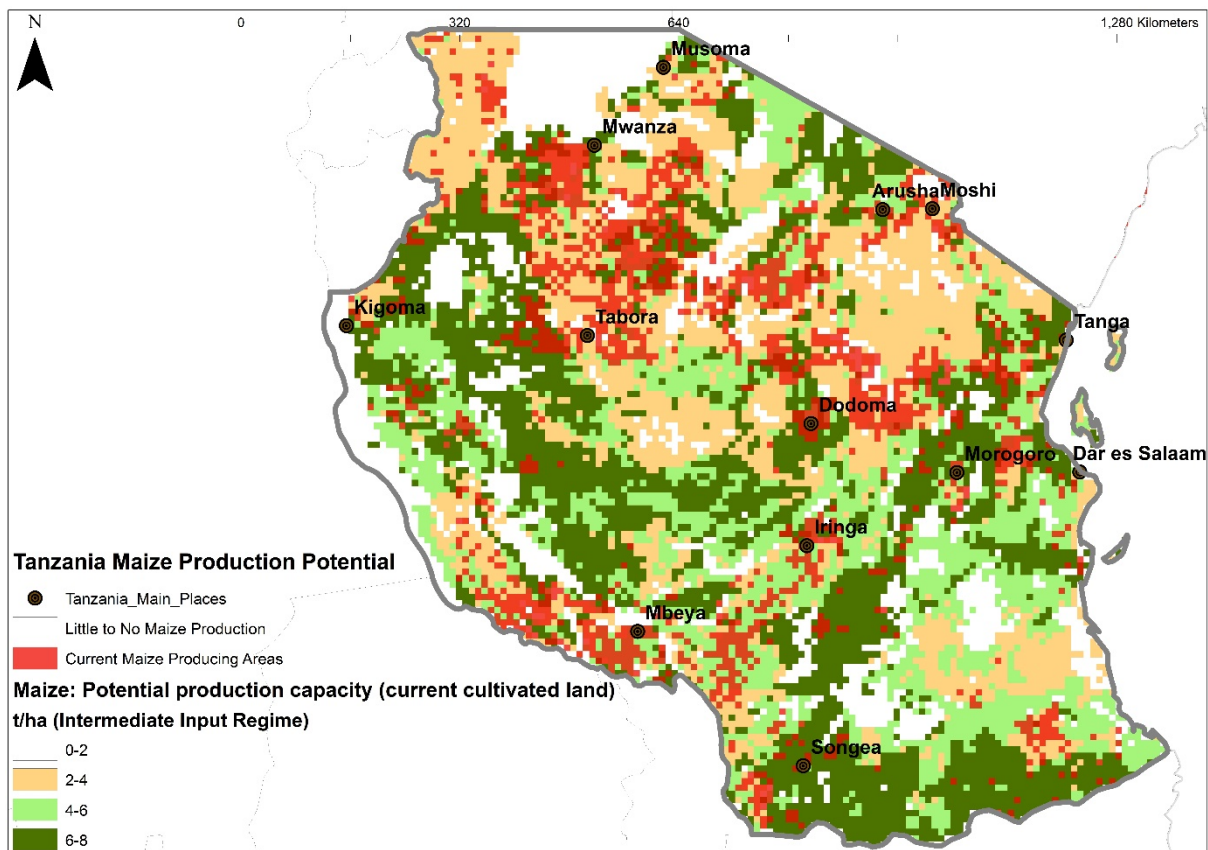 N
0 320 640 1,280 Kilometers
Musoma
Mwanza
Arusha Moshi
Kigoma
Tabora
Tanga
Dodoma
Morogoro Dar es Salaam
Iringa
Mbeya
Songea
Tanzania Maize Production Potential
Tanzania_Main_Places
Little to No Maize Production
Current Maize Producing Areas
Maize: Potential production capacity (current cultivated land)
t/ha (Intermediate Input Regime)
0-2
2-4
4-6
6-8